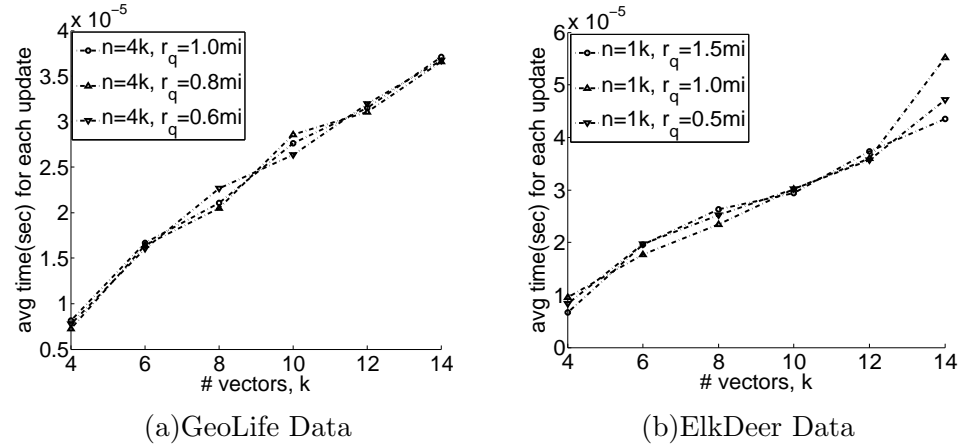 x 10⁻⁵
4
3.5
3
2.5
2
1.5
1
0.5
avg time(sec) for each update
n=4k, r_q=1.0mi
n=4k, r_q=0.8mi
n=4k, r_q=0.6mi
4 6 8 10 12 14
# vectors, k
(a)GeoLife Data
x 10⁻⁵
6
5
4
3
2
1
0
avg time(sec) for each update
n=1k, r_q=1.5mi
n=1k, r_q=1.0mi
n=1k, r_q=0.5mi
4 6 8 10 12 14
# vectors, k
(b)ElkDeer Data